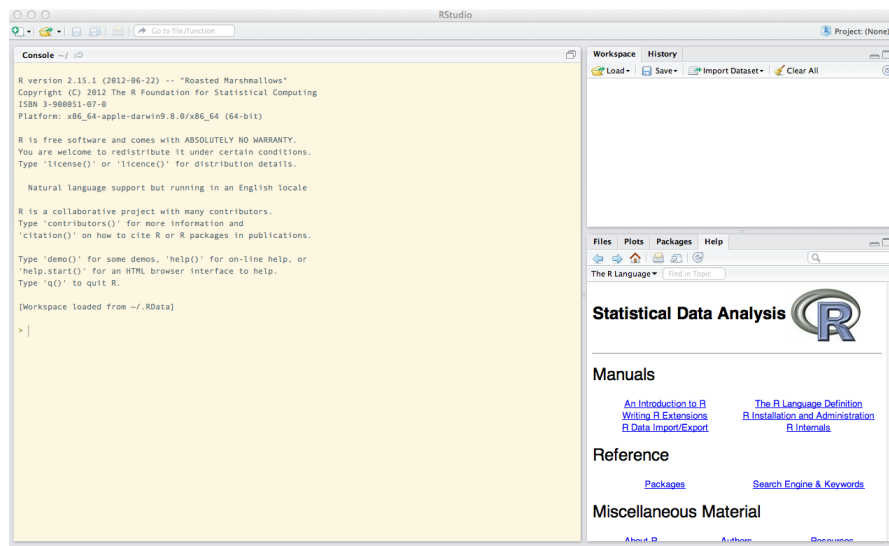 RStudio
Go to file/function
Project: (None)
Console ~/
R version 2.15.1 (2012-06-22) -- "Roasted Marshmallows"
Copyright (C) 2012 The R Foundation for Statistical Computing
ISBN 3-900051-07-0
Platform: x86_64-apple-darwin9.8.0/x86_64 (64-bit)
R is free software and comes with ABSOLUTELY NO WARRANTY.
You are welcome to redistribute it under certain conditions.
Type 'license()' or 'licence()' for distribution details.
Natural language support but running in an English locale
R is a collaborative project with many contributors.
Type 'contributors()' for more information and
'citation()' on how to cite R or R packages in publications.
Type 'demo()' for some demos, 'help()' for on-line help, or
'help.start()' for an HTML browser interface to help.
Type 'q()' to quit R.
[Workspace loaded from ~/.RData]
>
Workspace History
Load Save Import Dataset Clear All
Files Plots Packages Help
The R Language Find in Topic
Statistical Data Analysis R
Manuals
An Introduction to R The R Language Definition
Writing R Extensions R Installation and Administration
R Data Import/Export R Internals
Reference
Packages Search Engine & Keywords
Miscellaneous Material
About R Authors Resources